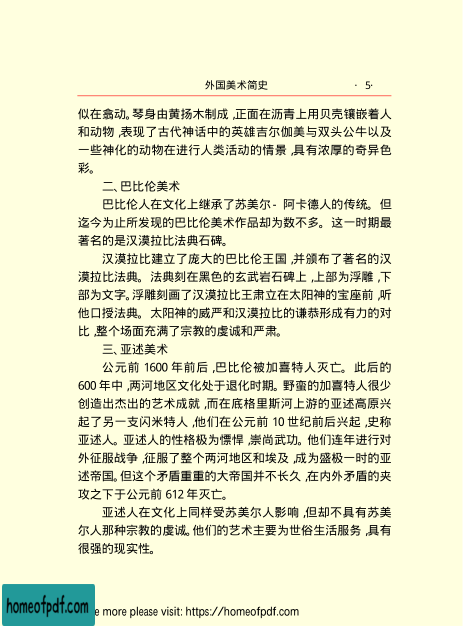 外国美术简史 · 5·
似在翕动。琴身由黄扬木制成 ,正面在沥青上用贝壳镶嵌着人
和动物 ,表现了古代神话中的英雄吉尔伽美与双头公牛以及
一些神化的动物在进行人类活动的情景 ,具有浓厚的奇异色
彩。
二、巴比伦美术
巴比伦人在文化上继承了苏美尔 - 阿卡德人的传统。但
迄今为止所发现的巴比伦美术作品却为数不多。这一时期最
著名的是汉漠拉比法典石碑。
汉漠拉比建立了庞大的巴比伦王国 ,并颁布了著名的汉
漠拉比法典。法典刻在黑色的玄武岩石碑上 ,上部为浮雕 ,下
部为文字。浮雕刻画了汉漠拉比王肃立在太阳神的宝座前 ,听
他口授法典。太阳神的威严和汉漠拉比的谦恭形成有力的对
比 ,整个场面充满了宗教的虔诚和严肃。
三、亚述美术
公元前 1600 年前后 ,巴比伦被加喜特人灭亡。此后的
600 年中 ,两河地区文化处于退化时期。野蛮的加喜特人很少
创造出杰出的艺术成就 ,而在底格里斯河上游的亚述高原兴
起了另一支闪米特人 ,他们在公元前 10 世纪前后兴起 ,史称
亚述人。亚述人的性格极为慓悍 ,崇尚武功。他们连年进行对
外征服战争 ,征服了整个两河地区和埃及 ,成为盛极一时的亚
述帝国。但这个矛盾重重的大帝国并不长久 ,在内外矛盾的夹
攻之下于公元前 612 年灭亡。
亚述人在文化上同样受苏美尔人影响 ,但却不具有苏美
尔人那种宗教的虔诚。他们的艺术主要为世俗生活服务 ,具有
很强的现实性。
homeofpdf.com
e more please visit: https://homeofpdf.com